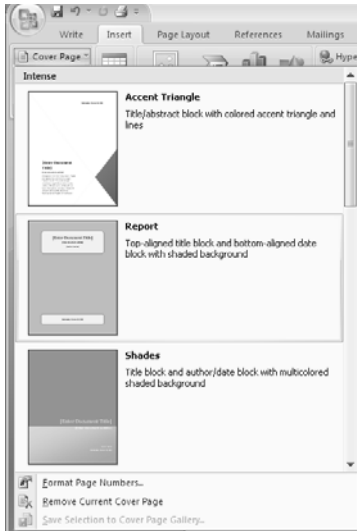 Write Insert Page Layout References Mailings
Cover Page Hype
Intense
Accent Triangle
Title/abstract block with colored accent triangle and
lines
Report
Top-aligned title block and bottom-aligned date
block with shaded background
Shades
Title block and author/date block with multicolored
shaded background
[Enter Document Title]
Format Page Numbers...
Remove Current Cover Page
Save Selection to Cover Page Gallery...